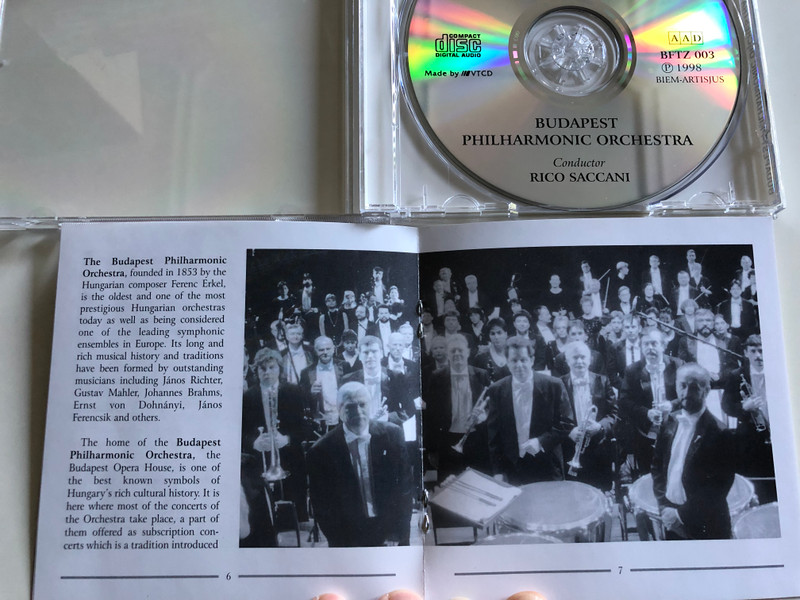 COMPACT
disc
DIGITAL AUDIO
Made by VTCD
AAD
BFTZ 003
Ⓟ 1998
BIEM-ARTISJUS
BUDAPEST
PHILHARMONIC ORCHESTRA
Conductor
RICO SACCANI
The Budapest Philharmonic
Orchestra, founded in 1853 by the
Hungarian composer Ferenc Erkel,
is the oldest and one of the most
prestigious Hungarian orchestras
today as well as being considered
one of the leading symphonic
ensembles in Europe. Its long and
rich musical history and traditions
have been formed by outstanding
musicians including János Richter,
Gustav Mahler, Johannes Brahms,
Ernst von Dohnányi, János
Ferencsik and others.
The home of the Budapest
Philharmonic Orchestra, the
Budapest Opera House, is one of
the best known symbols of
Hungary's rich cultural history. It is
here where most of the concerts of
the Orchestra take place, a part of
them offered as subscription con-
certs which is a tradition introduced
6
7